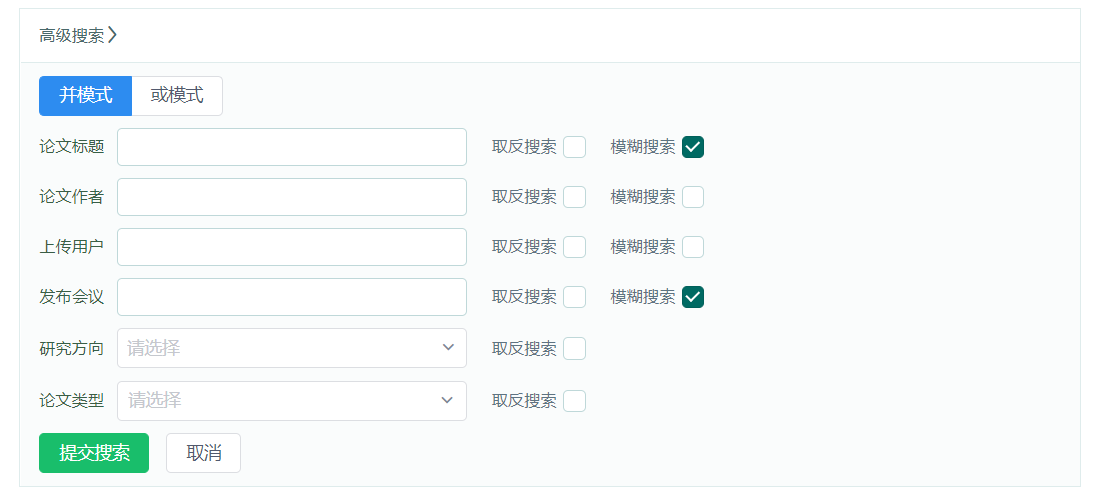 高级搜索
并模式 或模式
论文标题 取反搜索 模糊搜索
论文作者 取反搜索 模糊搜索
上传用户 取反搜索 模糊搜索
发布会议 取反搜索 模糊搜索
研究方向 请选择 取反搜索
论文类型 请选择 取反搜索
提交搜索 取消